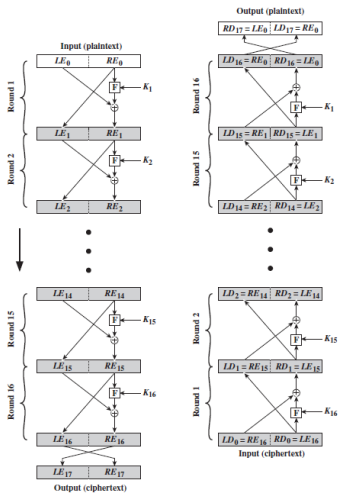 Input (plaintext)
LE0 RE0
Round 1
F
K1
LE1 RE1
Round 2
F
K2
LE2 RE2
LE14 RE14
Round 15
F
K15
LE15 RE15
Round 16
F
K16
LE16 RE16
LE17 RE17
Output (ciphertext)
Output (plaintext)
RD17 = LE0 LD17 = RE0
LD16 = RE0 RD16 = LE0
Round 16
F
K1
LD15 = RE1 RD15 = LE1
Round 15
F
K2
LD14 = RE2 RD14 = LE2
LD2 = RE14 RD2 = LE14
Round 2
F
K15
LD1 = RE15 RD1 = LE15
Round 1
F
K16
LD0 = RE16 RD0 = LE16
Input (ciphertext)